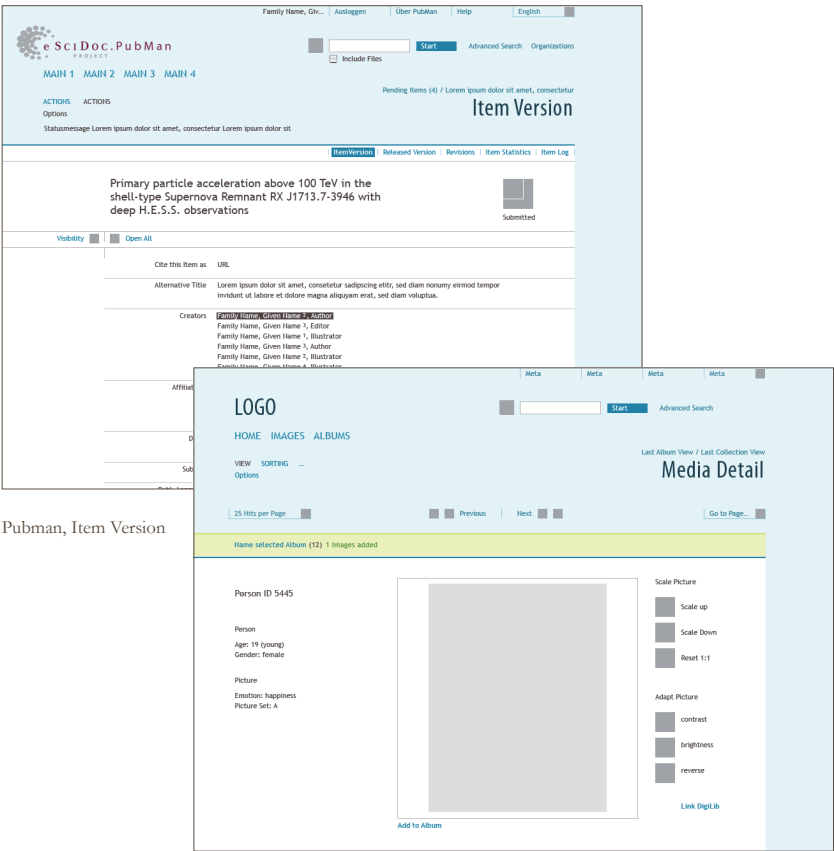 Family Name, Giv... Ausloggen Über PubMan Help English
e SciDoc.PubMan
PROJECT
Start Advanced Search Organizations
Include Files
MAIN 1 MAIN 2 MAIN 3 MAIN 4
Pending Items (4) / Lorem ipsum dolor sit amet, consectetur
Item Version
ACTIONS ACTIONS
Options
Statusmessage Lorem ipsum dolor sit amet, consectetur Lorem ipsum dolor sit
ItemVersion Released Version Revisions Item Statistics Item Log
Primary particle acceleration above 100 TeV in the
shell-type Supernova Remnant RX J1713.7-3946 with
deep H.E.S.S. observations
Submitted
Visibility Open All
Cite this Item as URL
Alternative Title Lorem ipsum dolor sit amet, consetetur sadipscing elitr, sed diam nonumy eirmod tempor
invidunt ut labore et dolore magna aliquyam erat, sed diam voluptua.
Creators Family Name, Given Name 2, Author
Family Name, Given Name 3, Editor
Family Name, Given Name 1, Illustrator
Family Name, Given Name 3, Author
Family Name, Given Name 2, Illustrator
Family Name, Given Name 4, Illustrator
Affiliat
D
Sub
Pubman, Item Version
Meta Meta Meta Meta
LOGO
Start Advanced Search
HOME IMAGES ALBUMS
Last Album View / Last Collection View
Media Detail
VIEW SORTING ...
Options
25 Hits per Page Previous Next Go to Page...
Name selected Album (12) 1 Images added
Person ID 5445
Person
Age: 19 (young)
Gender: female
Picture
Emotion: happiness
Picture Set: A
Scale Picture
Scale up
Scale Down
Reset 1:1
Adapt Picture
contrast
brightness
reverse
Link DigiLib
Add to Album